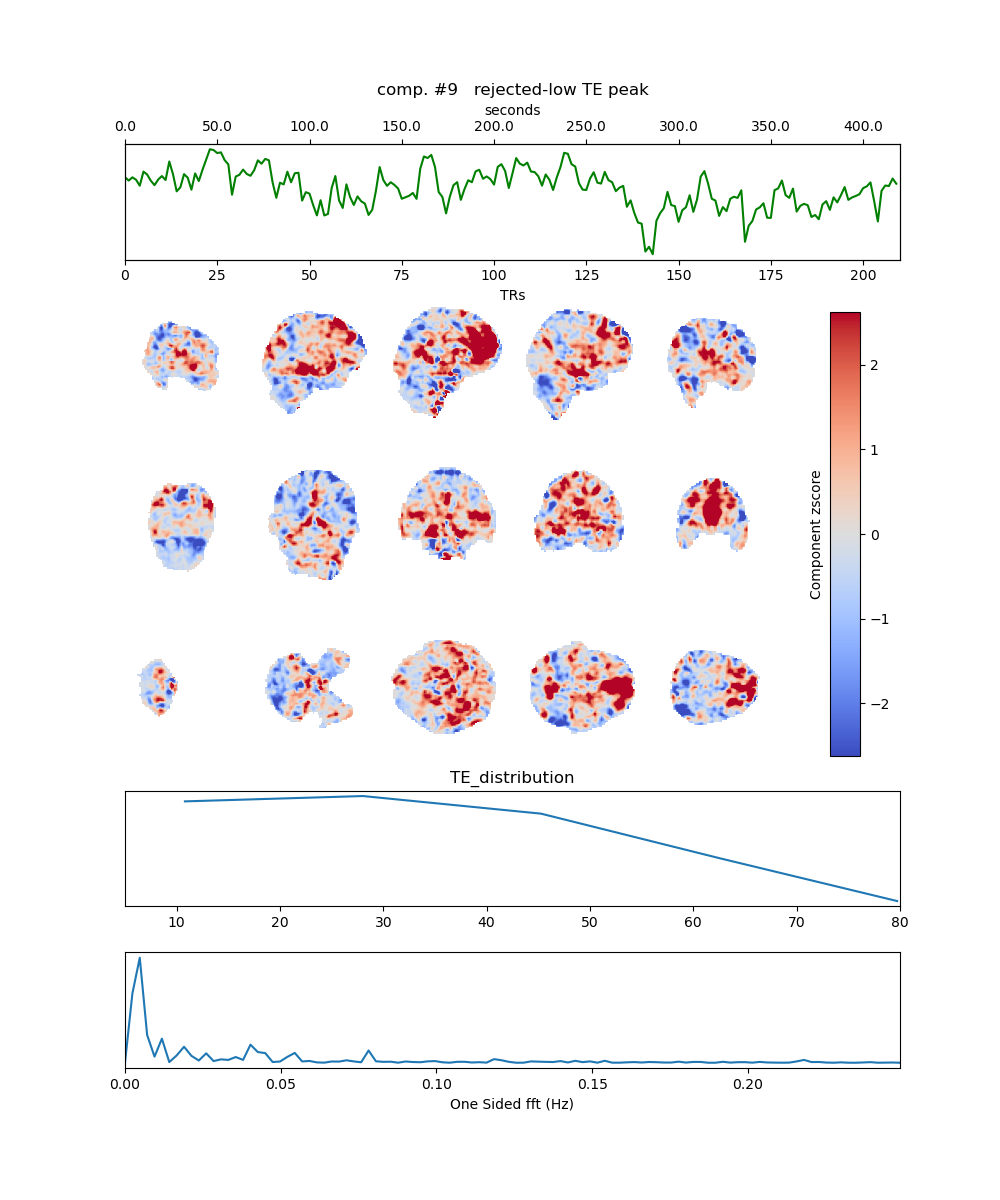 comp. #9   rejected-low TE peak
seconds
0.0 50.0 100.0 150.0 200.0 250.0 300.0 350.0 400.0
0 25 50 75 100 125 150 175 200
TRs
2
1
0
−1
−2
Component zscore
TE_distribution
10 20 30 40 50 60 70 80
0.00 0.05 0.10 0.15 0.20
One Sided fft (Hz)